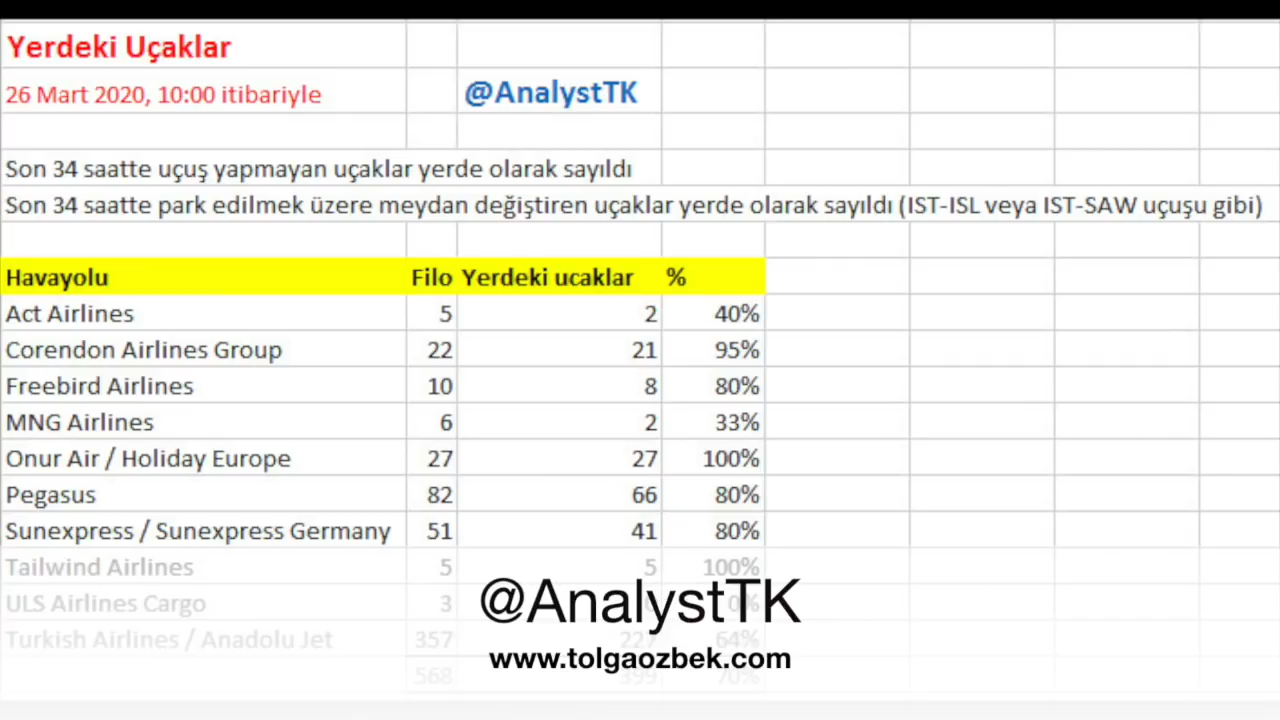 Yerdeki Uçaklar
26 Mart 2020, 10:00 itibariyle @AnalystTK
Son 34 saatte uçuş yapmayan uçaklar yerde olarak sayıldı
Son 34 saatte park edilmek üzere meydan değiştiren uçaklar yerde olarak sayıldı (IST-ISL veya IST-SAW uçuşu gibi)
Havayolu Filo Yerdeki ucaklar %
Act Airlines 5 2 40%
Corendon Airlines Group 22 21 95%
Freebird Airlines 10 8 80%
MNG Airlines 6 2 33%
Onur Air / Holiday Europe 27 27 100%
Pegasus 82 66 80%
Sunexpress / Sunexpress Germany 51 41 80%
Tailwind Airlines 5 5 100%
ULS Airlines Cargo 3 0%
Turkish Airlines / Anadolu Jet 357 227 64%
568 399 70%
@AnalystTK
www.tolgaozbek.com